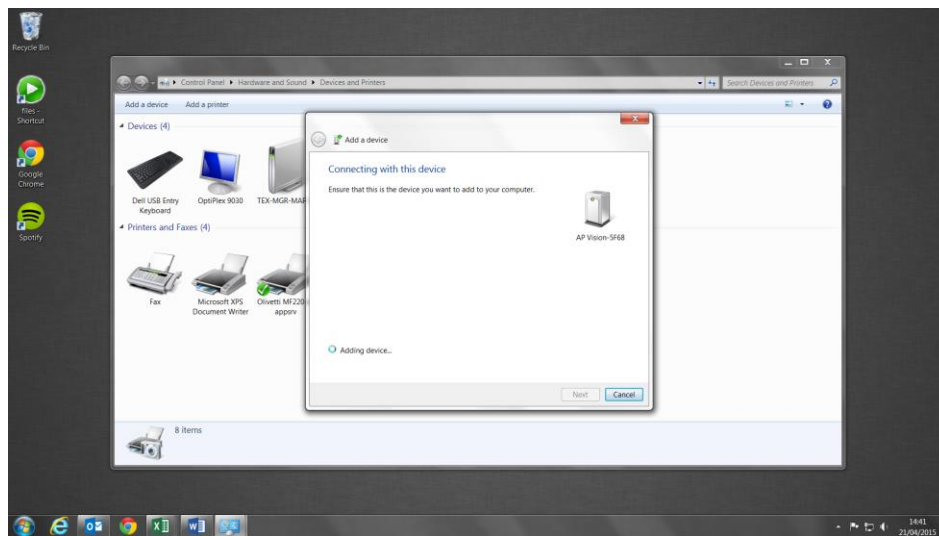 Recycle Bin
files -
Shortcut
Google
Chrome
Spotify
Control Panel
Hardware and Sound
Devices and Printers
Search Devices and Printers
Add a device
Add a printer
Devices (4)
Dell USB Entry
Keyboard
OptiPlex 9030
TEX-MGR-MAR
Printers and Faxes (4)
Fax
Microsoft XPS
Document Writer
Olivetti MF220
appsrv
8 items
Add a device
Connecting with this device
Ensure that this is the device you want to add to your computer.
AP Vision-5F68
Adding device...
Next
Cancel
14:41
21/04/2015